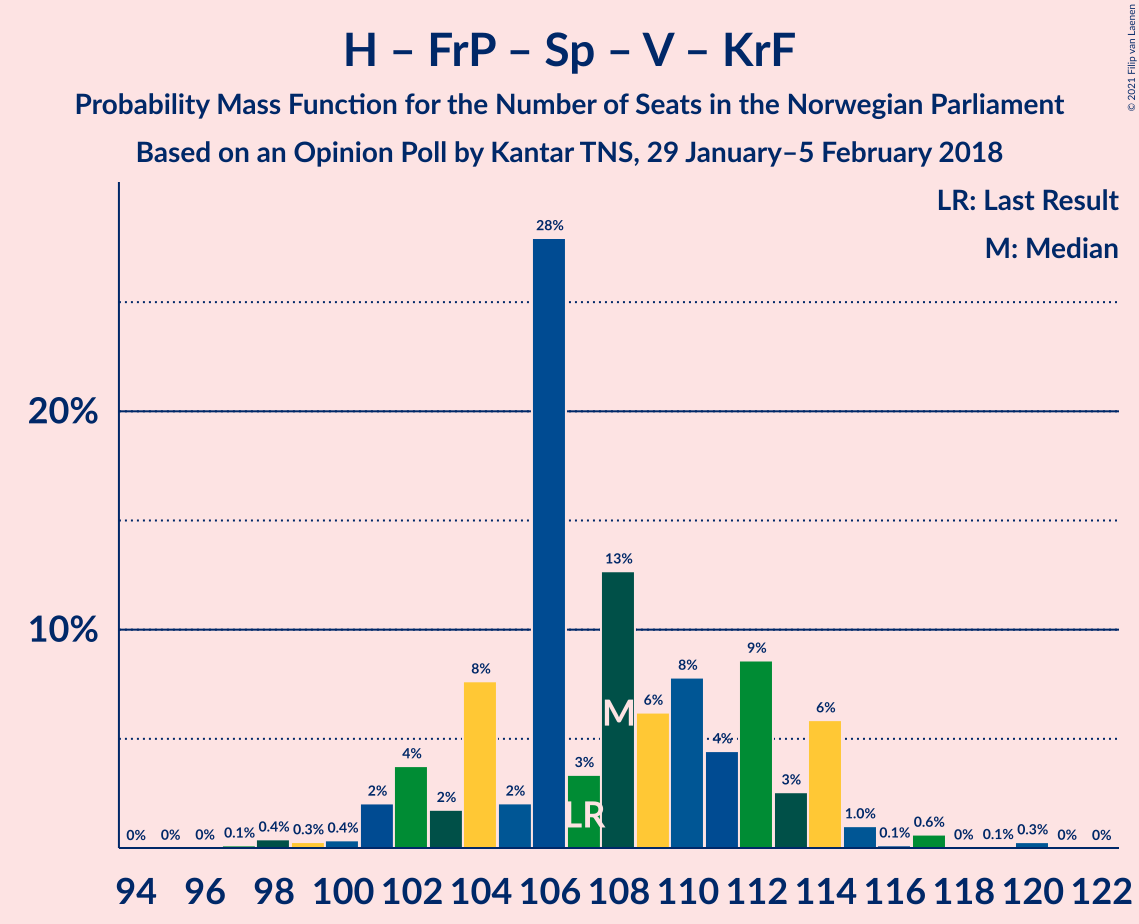 H – FrP – Sp – V – KrF
Probability Mass Function for the Number of Seats in the Norwegian Parliament
Based on an Opinion Poll by Kantar TNS, 29 January–5 February 2018
© 2021 Filip van Laenen
LR: Last Result
M: Median
20%
10%
0% 0% 0% 0.1% 0.4% 0.3% 0.4% 2% 4% 2% 8% 2% 28% 3% 13% 6% 8% 4% 9% 3% 6% 1.0% 0.1% 0.6% 0% 0.1% 0.3% 0% 0%
M
LR
94 96 98 100 102 104 106 108 110 112 114 116 118 120 122